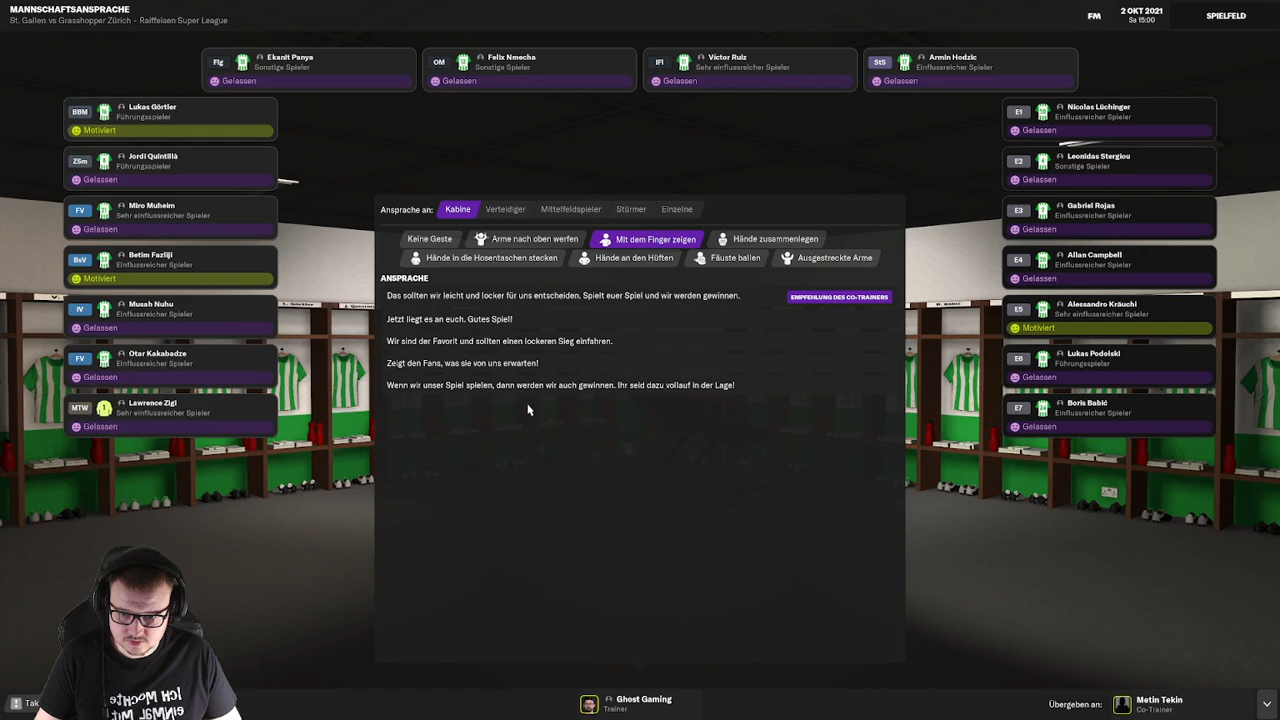 MANNSCHAFTSANSPRACHE
St. Gallen vs Grasshopper Zürich - Raiffeisen Super League
FM
2 OKT 2021
Sa 15:00
SPIELFELD
Flg
Ekanit Panya
Sonstige Spieler
Gelassen
OM
Felix Nmecha
Sonstige Spieler
Gelassen
IFl
Víctor Ruiz
Sehr einflussreicher Spieler
Gelassen
StS
17
Armin Hodzic
Einflussreicher Spieler
Gelassen
BBM
Lukas Görtler
Führungsspieler
Motiviert
ZSm
Jordi Quintillà
Führungsspieler
Gelassen
FV
Miro Muheim
Sehr einflussreicher Spieler
Gelassen
BsV
Betim Fazliji
Einflussreicher Spieler
Motiviert
IV
Musah Nuhu
Einflussreicher Spieler
Gelassen
FV
Otar Kakabadze
Einflussreicher Spieler
Gelassen
MTW
1
Lawrence Zigi
Sehr einflussreicher Spieler
Gelassen
Ansprache an:
Kabine
Verteidiger
Mittelfeldspieler
Stürmer
Einzelne
Keine Geste
Arme nach oben werfen
Mit dem Finger zeigen
Hände zusammenlegen
Hände in die Hosentaschen stecken
Hände an den Hüften
Fäuste ballen
Ausgestreckte Arme
ANSPRACHE
Das sollten wir leicht und locker für uns entscheiden. Spielt euer Spiel und wir werden gewinnen.
EMPFEHLUNG DES CO-TRAINERS
Jetzt liegt es an euch. Gutes Spiel!
Wir sind der Favorit und sollten einen lockeren Sieg einfahren.
Zeigt den Fans, was sie von uns erwarten!
Wenn wir unser Spiel spielen, dann werden wir auch gewinnen. Ihr seid dazu vollauf in der Lage!
E1
Nicolas Lüchinger
Einflussreicher Spieler
Gelassen
E2
Leonidas Stergiou
Sonstige Spieler
Gelassen
E3
Gabriel Rojas
Einflussreicher Spieler
Gelassen
E4
Allan Campbell
Einflussreicher Spieler
Gelassen
E5
Alessandro Kräuchi
Sehr einflussreicher Spieler
Motiviert
E6
Lukas Podolski
Führungsspieler
Gelassen
E7
Boris Babić
Einflussreicher Spieler
Gelassen
ICH MÖCHTE
EINMAL MIT
Tak
Ghost Gaming
Trainer
Übergeben an:
Metin Tekin
Co-Trainer